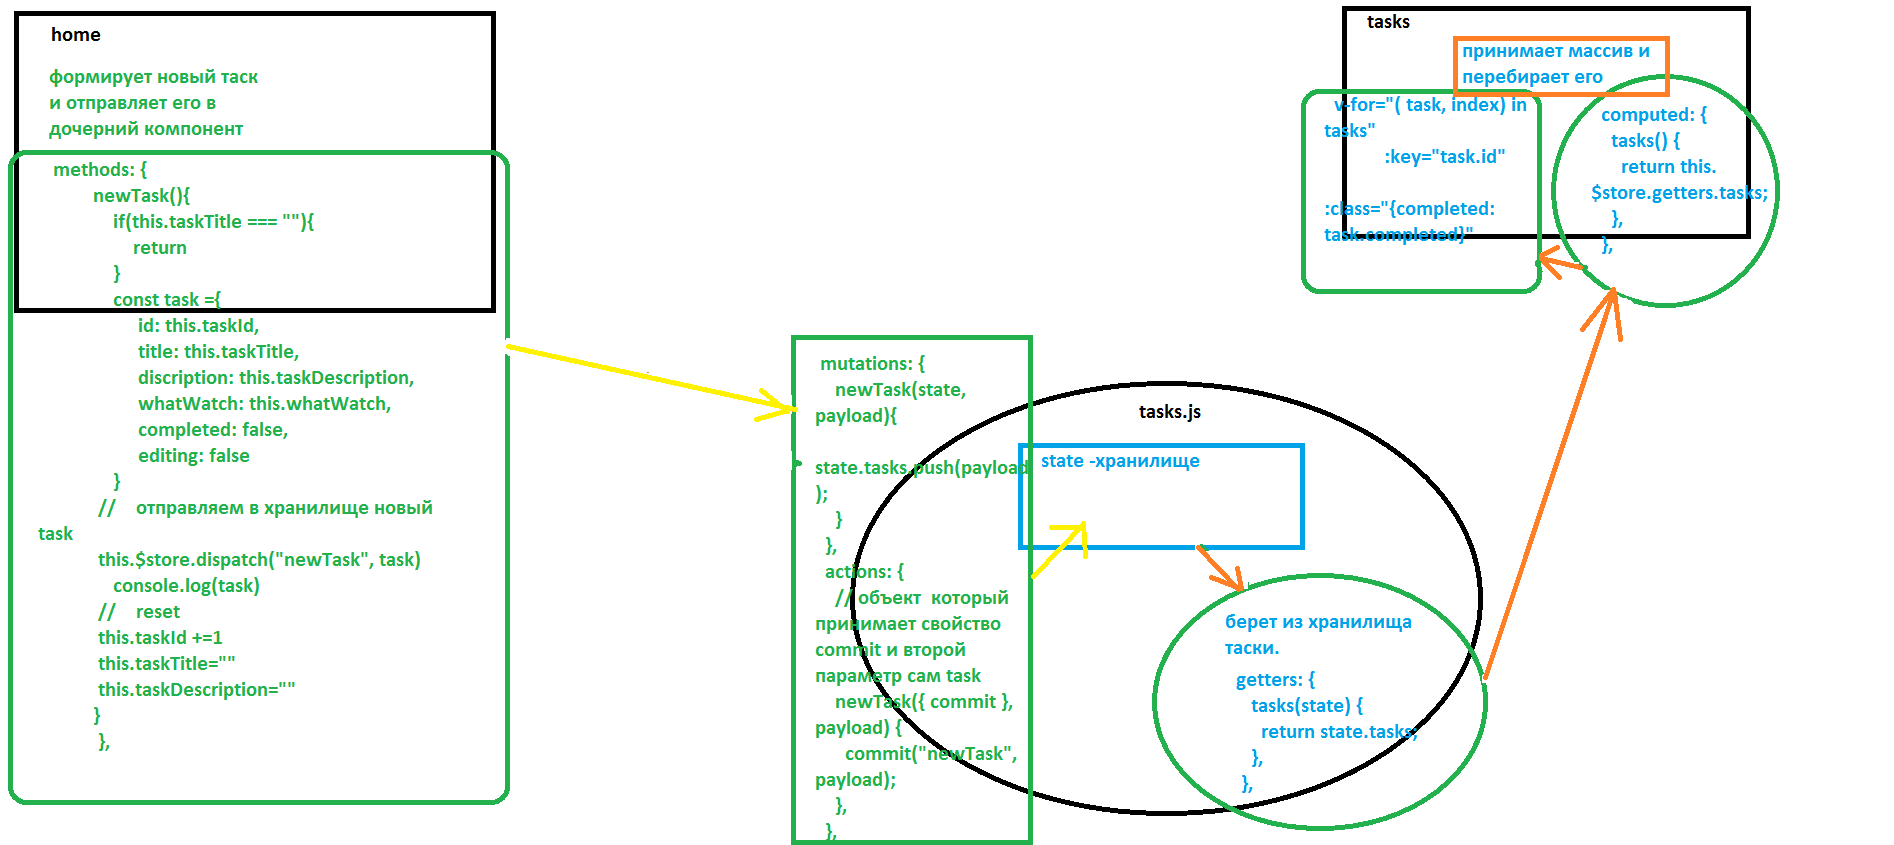 home
формирует новый таск
и отправляет его в
дочерний компонент
methods: {
newTask(){
if(this.taskTitle === ""){
return
}
const task ={
id: this.taskId,
title: this.taskTitle,
discription: this.taskDescription,
whatWatch: this.whatWatch,
completed: false,
editing: false
}
// отправляем в хранилище новый
task
this.$store.dispatch("newTask", task)
console.log(task)
// reset
this.taskId +=1
this.taskTitle=""
this.taskDescription=""
}
},
mutations: {
newTask(state,
payload){
state.tasks.push(payload
);
}
},
actions: {
// объект который
принимает свойство
commit и второй
параметр сам task
newTask({ commit },
payload) {
commit("newTask",
payload);
},
},
tasks.js
state -хранилище
берет из хранилища
таски.
getters: {
tasks(state) {
return state.tasks;
},
},
tasks
принимает массив и
перебирает его
v-for="( task, index) in
tasks"
:key="task.id"
:class="{completed:
task.completed}"
computed: {
tasks() {
return this.
$store.getters.tasks;
},
},